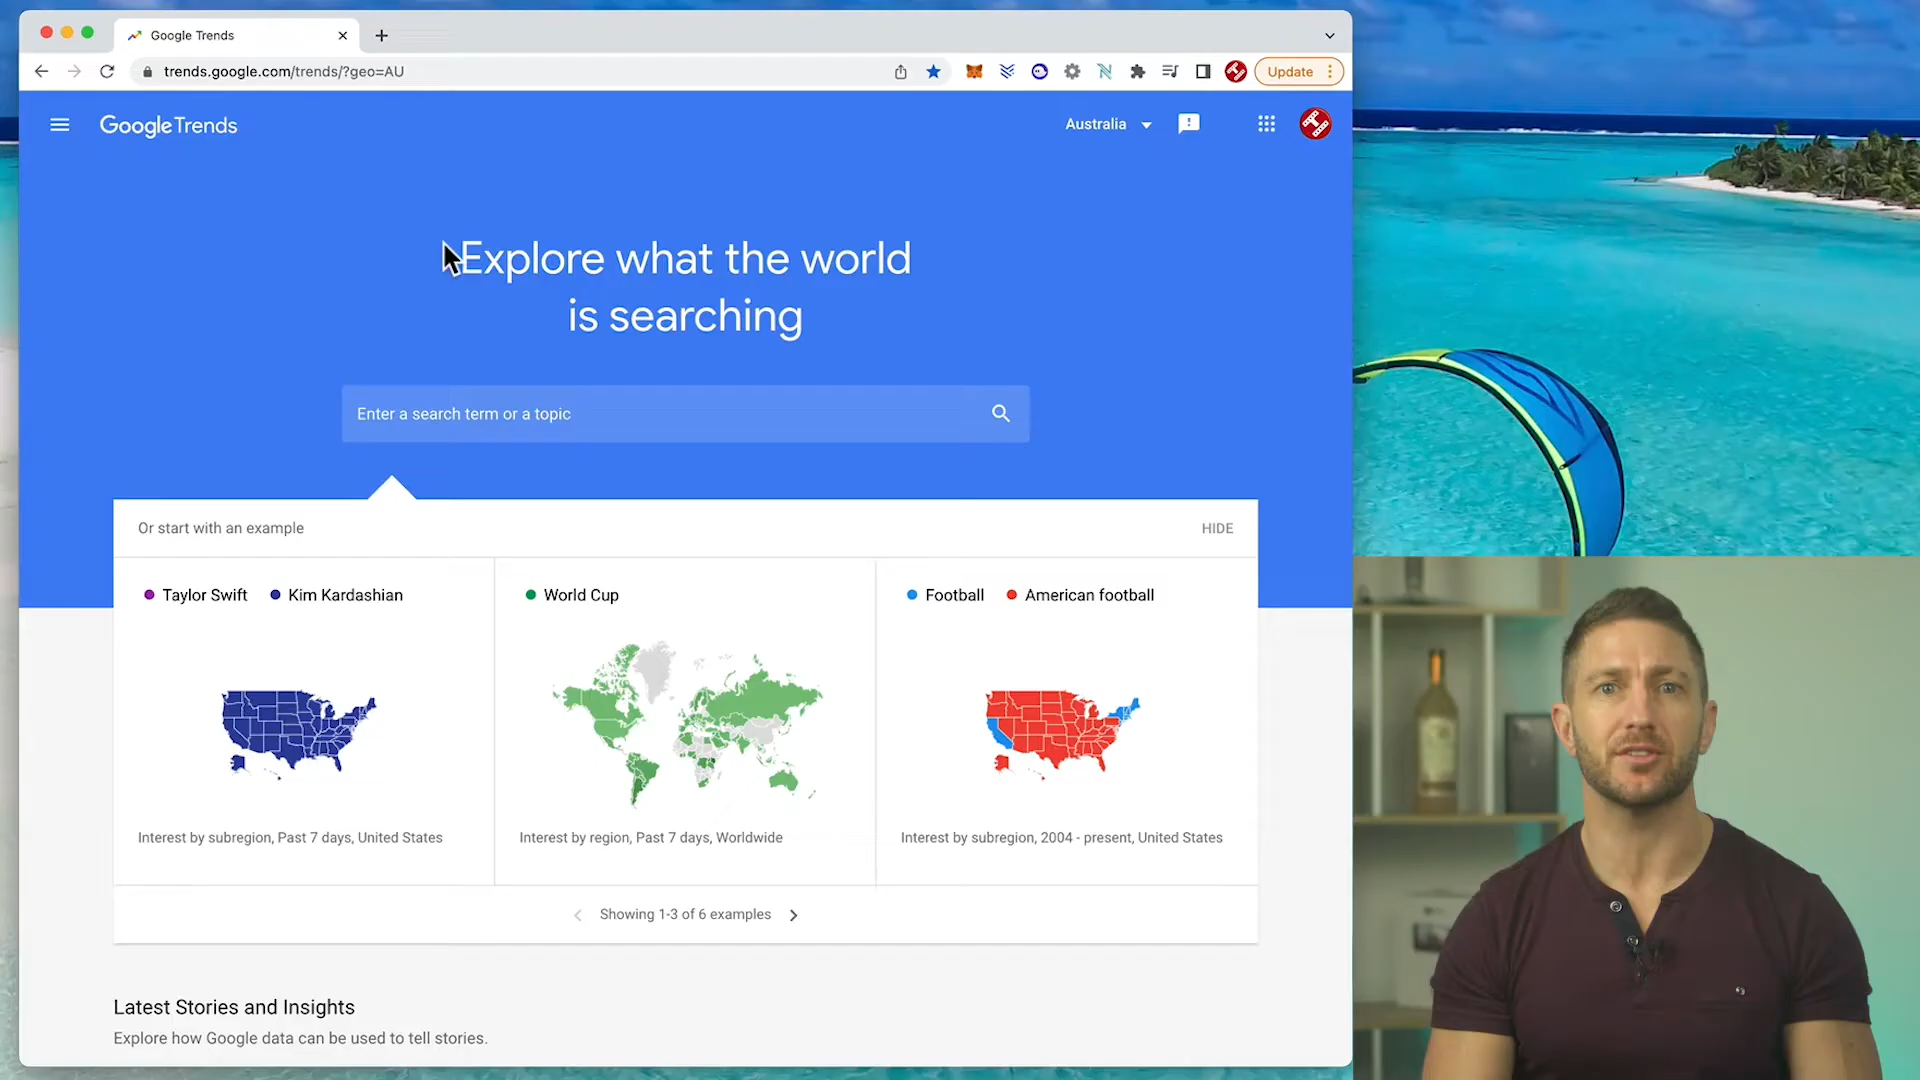 Google Trends
trends.google.com/trends/?geo=AU
Update
Google Trends
Australia
Explore what the world
is searching
Enter a search term or a topic
Or start with an example
HIDE
Taylor Swift
Kim Kardashian
World Cup
Football
American football
Interest by subregion, Past 7 days, United States
Interest by region, Past 7 days, Worldwide
Interest by subregion, 2004 - present, United States
Showing 1-3 of 6 examples
Latest Stories and Insights
Explore how Google data can be used to tell stories.